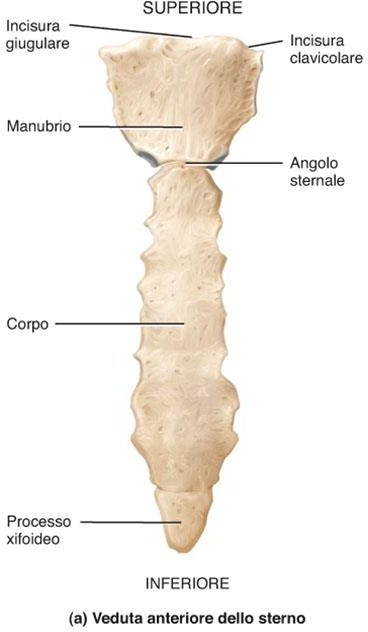 SUPERIORE
Incisura
giugulare
Incisura
clavicolare
Manubrio
Angolo
sternale
Corpo
Processo
xifoideo
INFERIORE
(a) Veduta anteriore dello sterno